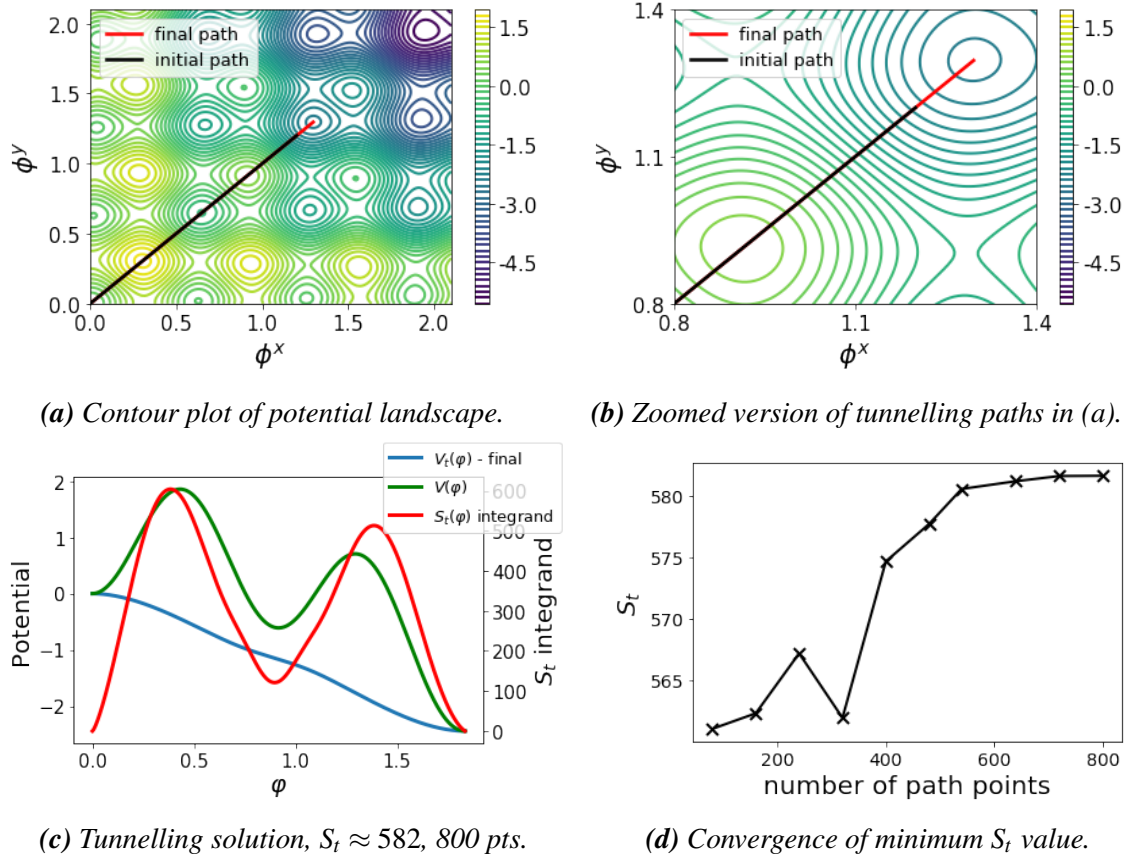 final path
initial path
2.0
1.5
1.0
0.5
0.0
ϕ^y
0.0 0.5 1.0 1.5 2.0
ϕ^x
1.5
0.0
-1.5
-3.0
-4.5
(a) Contour plot of potential landscape.
final path
initial path
1.4
1.1
0.8
ϕ^y
0.8 1.1 1.4
ϕ^x
1.5
0.0
-1.5
-3.0
-4.5
(b) Zoomed version of tunnelling paths in (a).
V_t(φ) - final
V(φ)
S_t(φ) integrand
2
1
0
−1
−2
Potential
0.0 0.5 1.0 1.5
φ
600
500
400
300
200
100
0
S_t integrand
(c) Tunnelling solution, S_t ≈ 582, 800 pts.
580
575
570
565
S_t
200 400 600 800
number of path points
(d) Convergence of minimum S_t value.